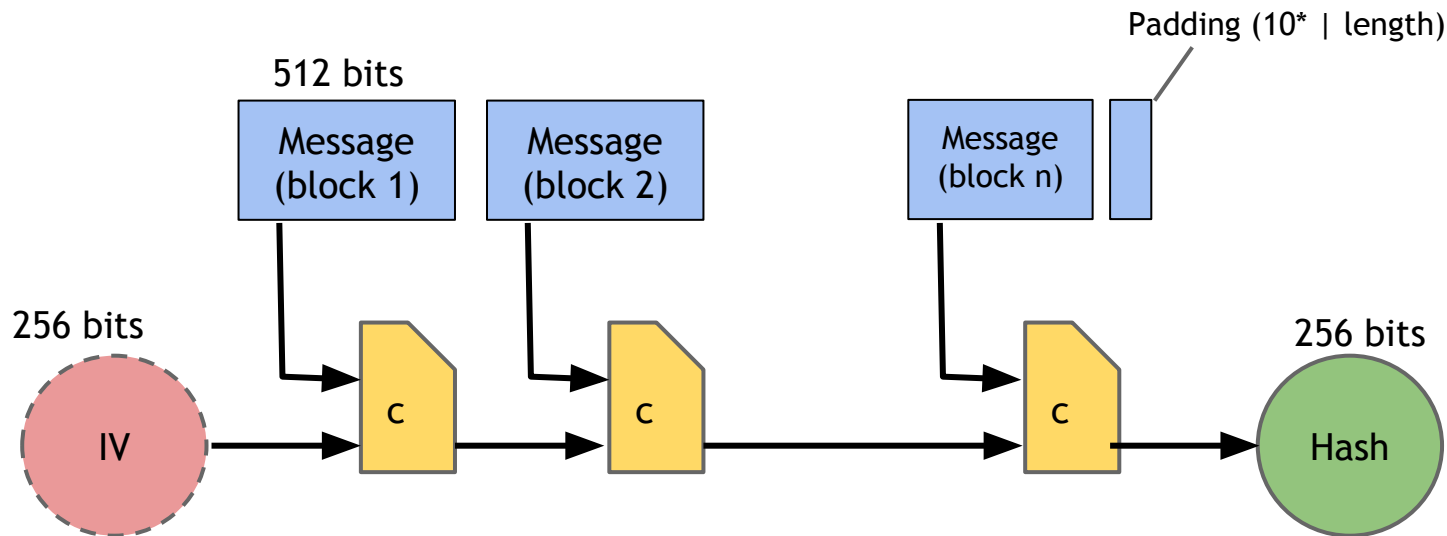 Padding (10* | length)
512 bits
Message
(block 1)
Message
(block 2)
Message
(block n)
256 bits
256 bits
IV
c
c
c
Hash